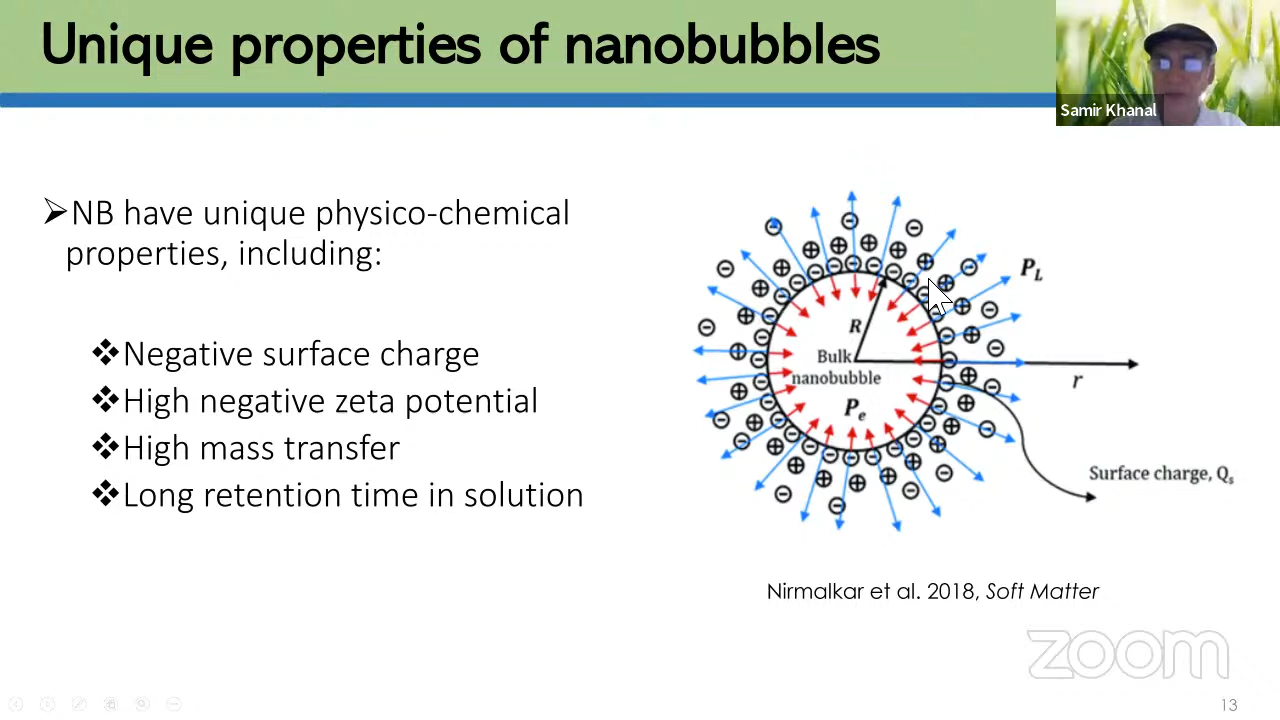 Unique properties of nanobubbles
Samir Khanal
➢NB have unique physico-chemical
properties, including:
❖Negative surface charge
❖High negative zeta potential
❖High mass transfer
❖Long retention time in solution
P_L
R
Bulk
nanobubble
r
P_e
Surface charge, Q_s
Nirmalkar et al. 2018, Soft Matter
zoom
13